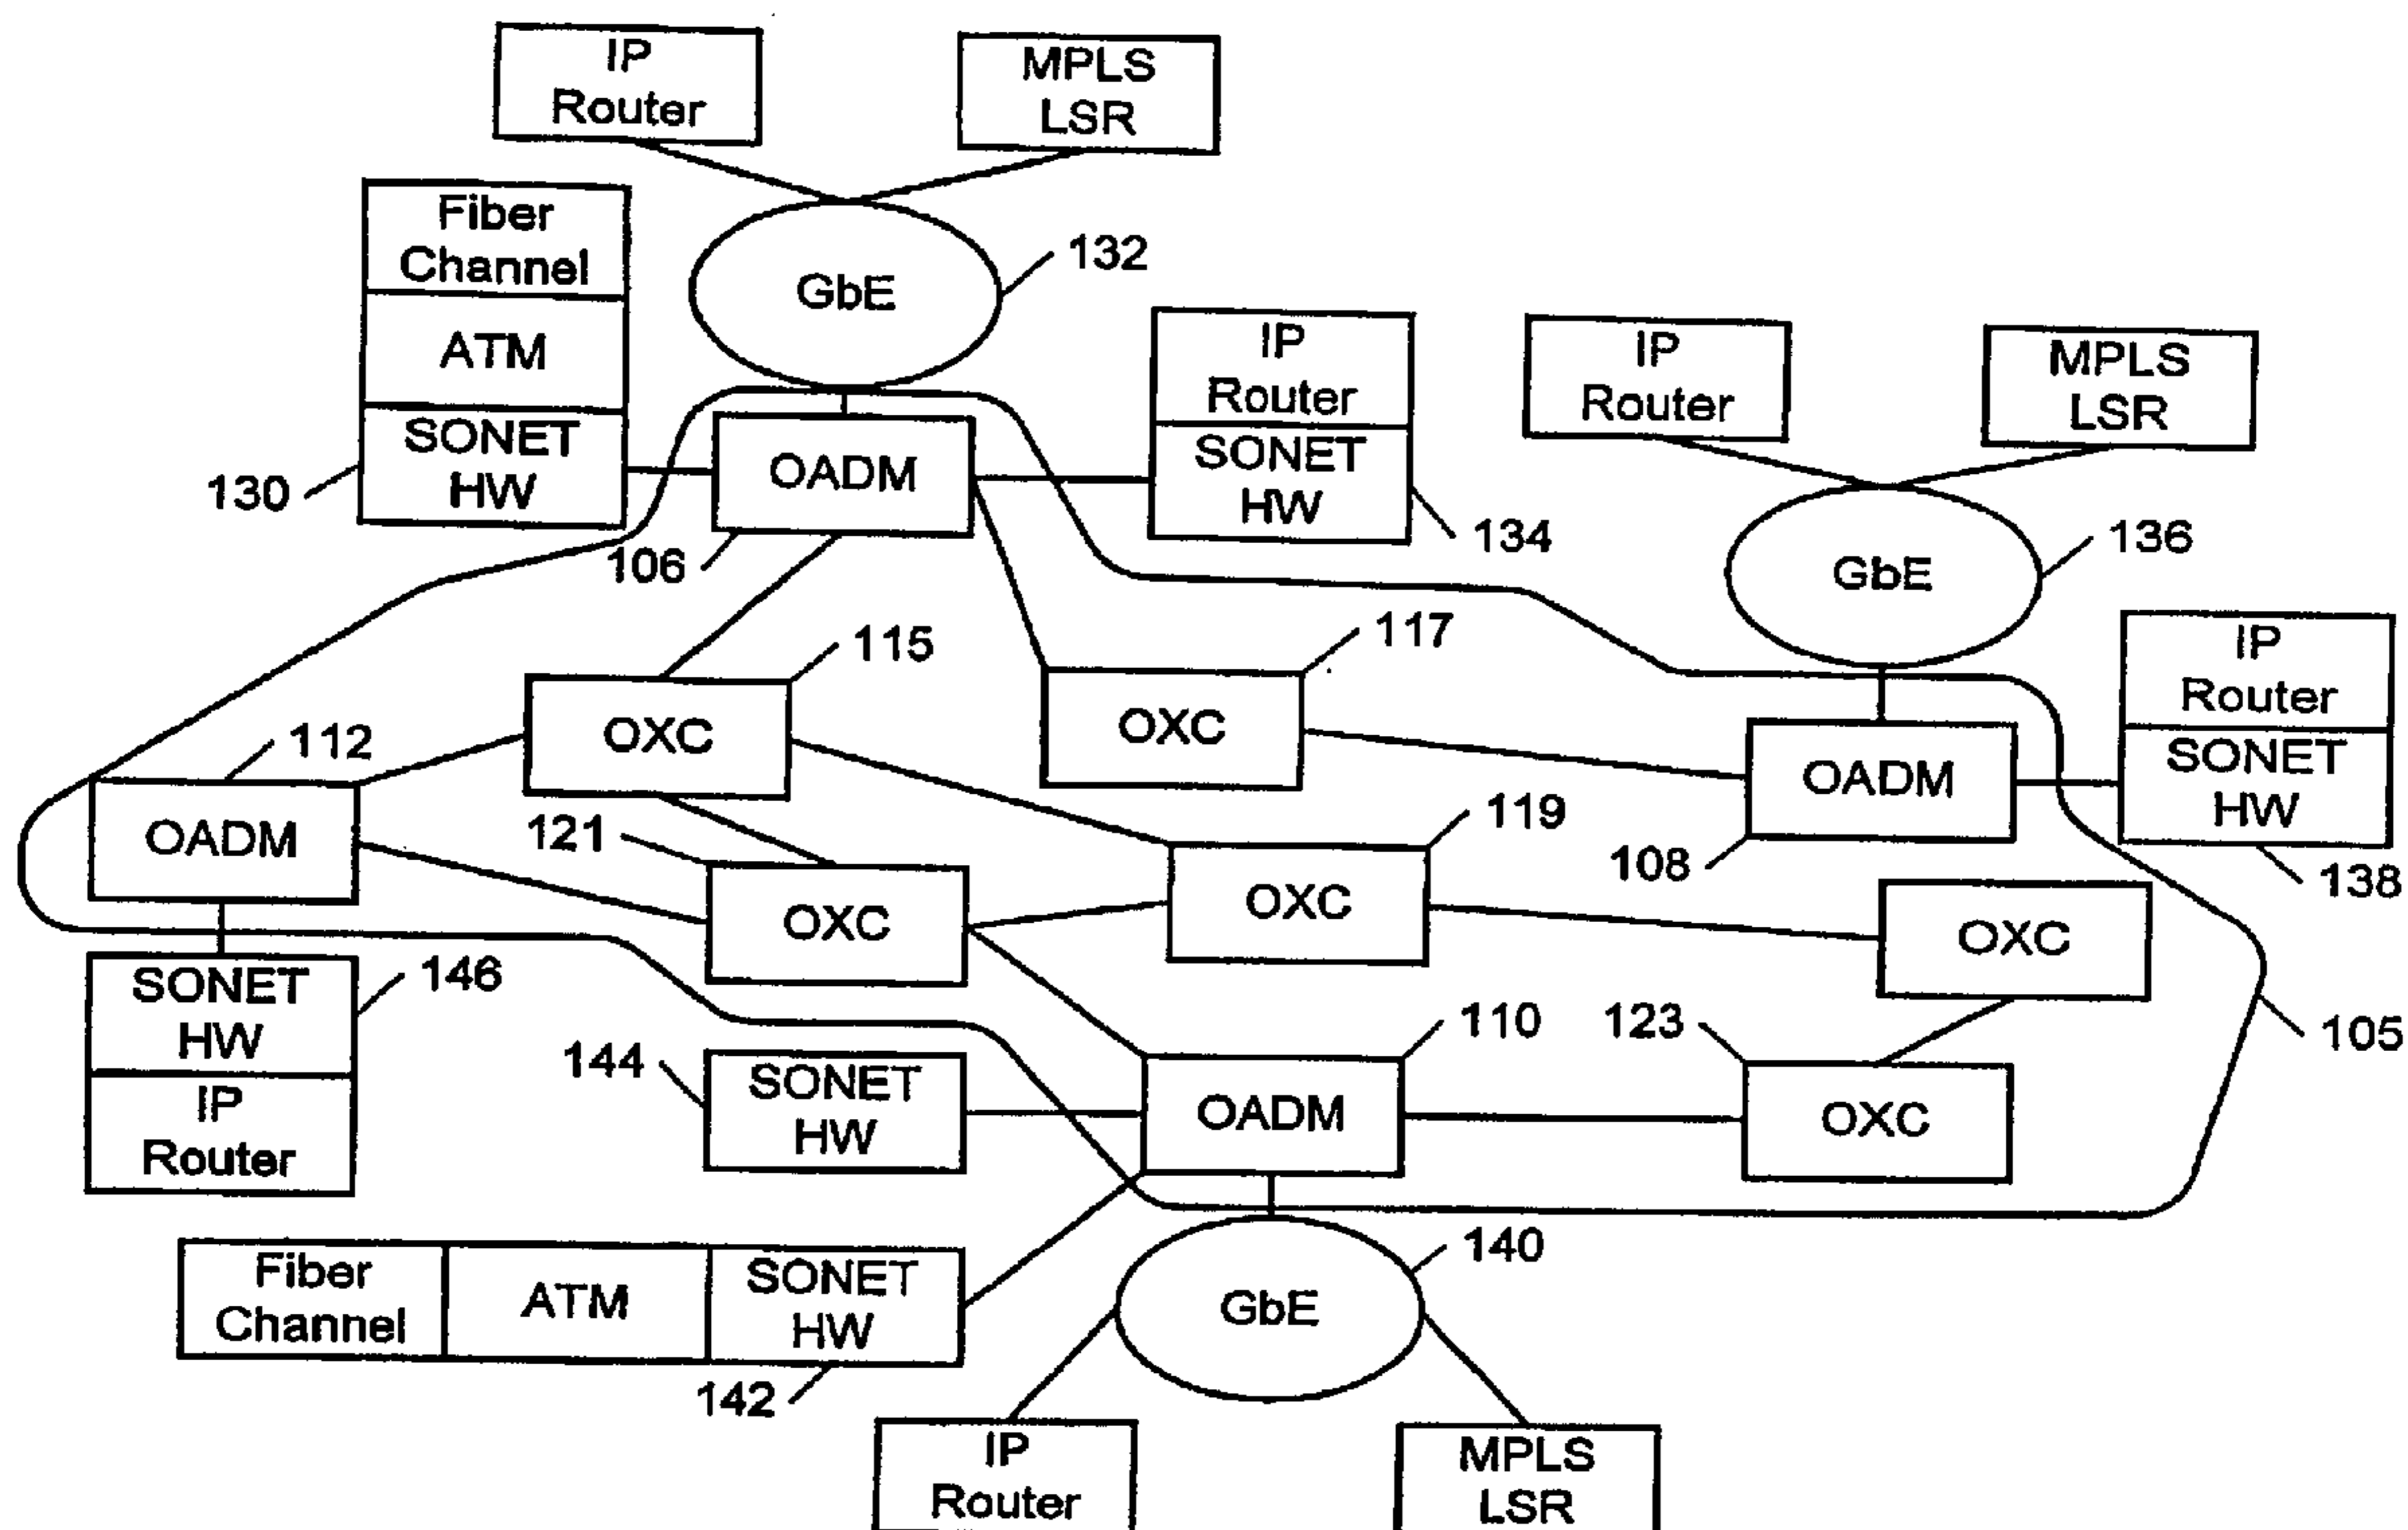 IP
Router
MPLS
LSR
Fiber
Channel
ATM
SONET
HW
130
GbE
132
OADM
106
IP
Router
SONET
HW
134
IP
Router
MPLS
LSR
GbE
136
IP
Router
SONET
HW
138
OXC
115
OXC
117
OADM
112
OADM
108
OXC
121
OXC
119
OXC
105
SONET
HW
IP
Router
146
SONET
HW
144
OADM
110
OXC
123
Fiber
Channel
ATM
SONET
HW
142
GbE
140
IP
Router
MPLS
LSR